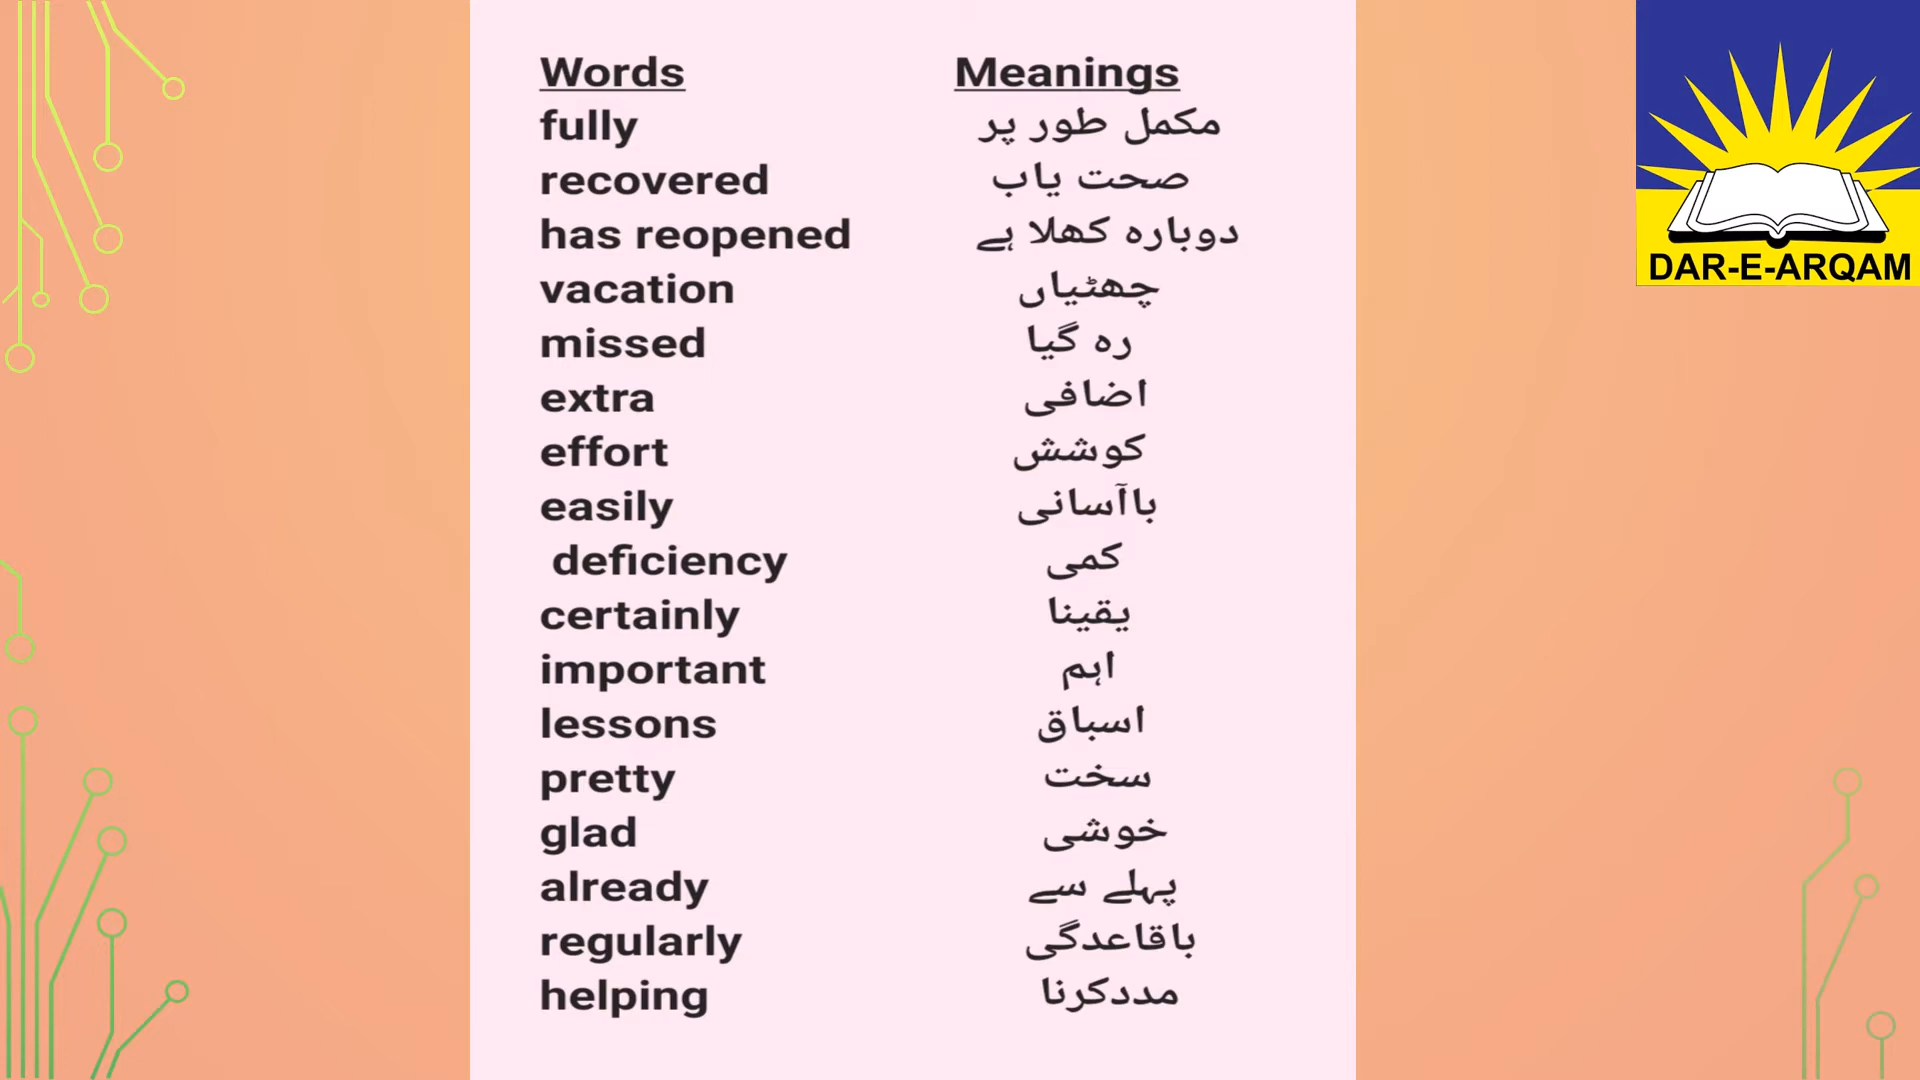 Words Meanings
fully مکمل طور پر
recovered صحت یاب
has reopened دوبارہ کھلا ہے
vacation چھٹیاں
missed رہ گیا
extra اضافی
effort کوشش
easily باآسانی
deficiency کمی
certainly یقینا
important اہم
lessons اسباق
pretty سخت
glad خوشی
already پہلے سے
regularly باقاعدگی
helping مددکرنا
DAR-E-ARQAM